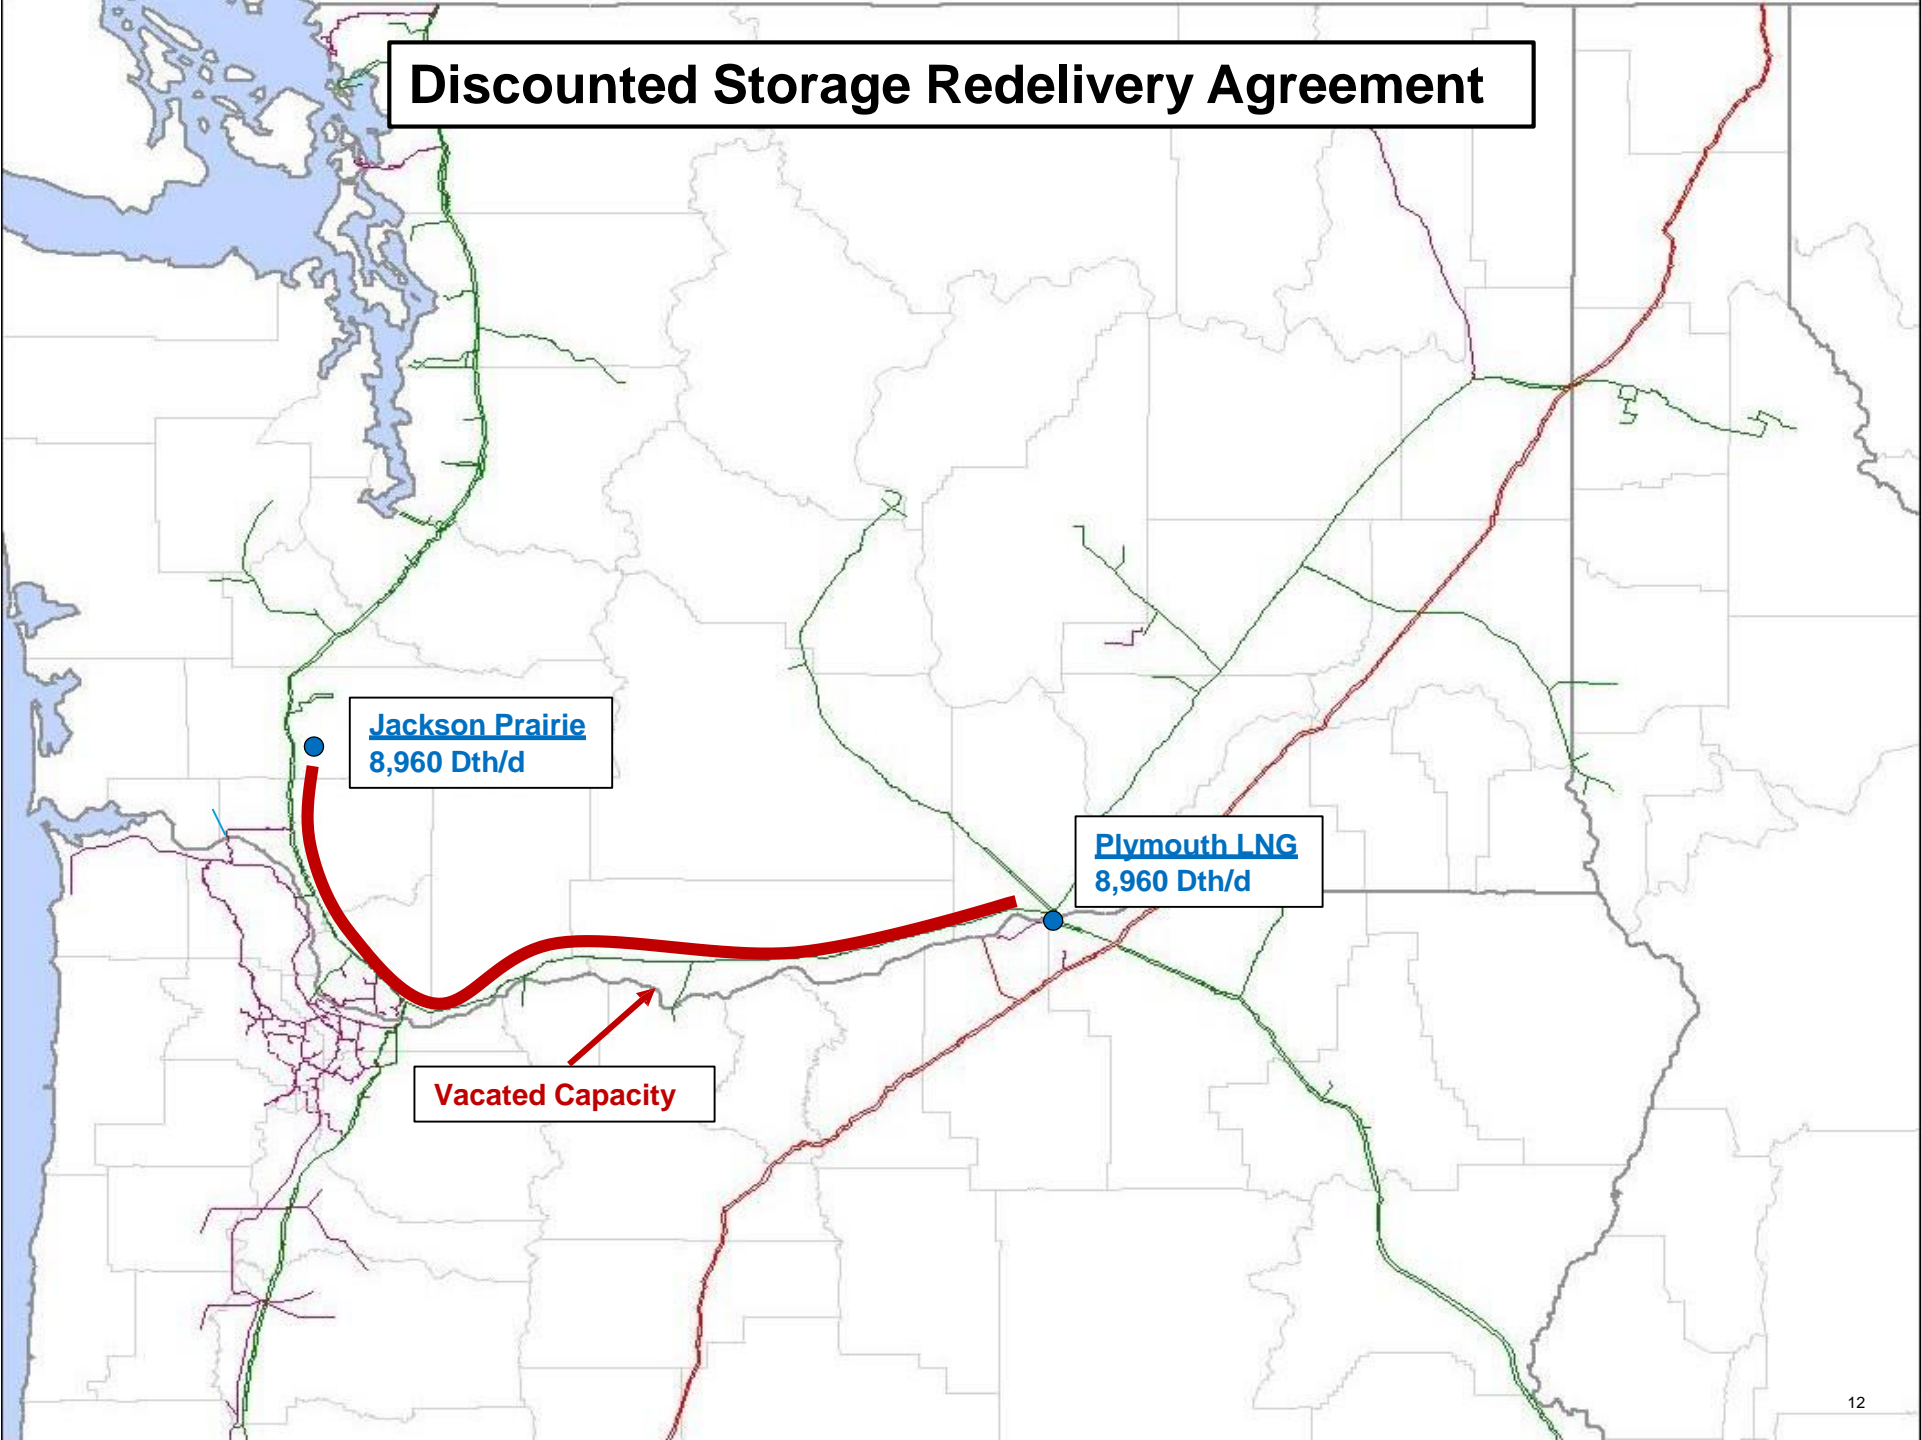 Discounted Storage Redelivery Agreement
Jackson Prairie
8,960 Dth/d
Plymouth LNG
8,960 Dth/d
Vacated Capacity
12